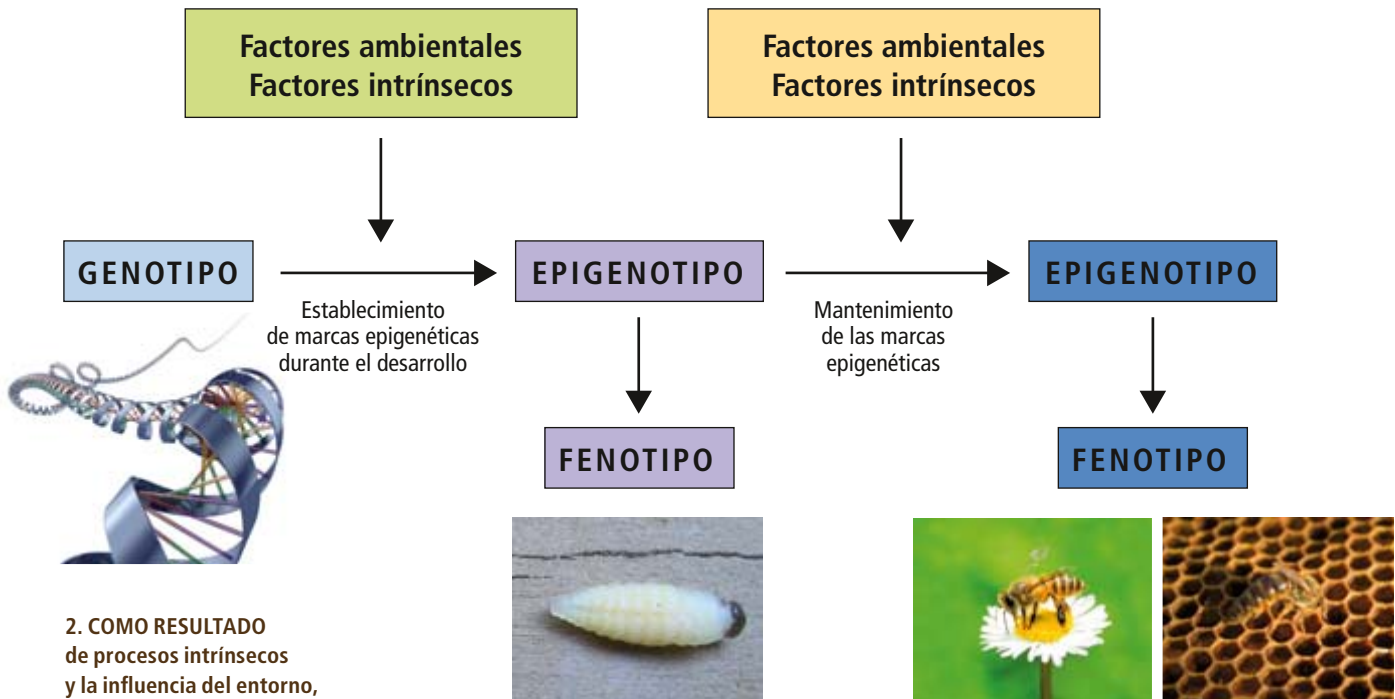 Factores ambientales
Factores intrínsecos
Factores ambientales
Factores intrínsecos
GENOTIPO
EPIGENOTIPO
EPIGENOTIPO
Establecimiento
de marcas epigenéticas
durante el desarrollo
Mantenimiento
de las marcas
epigenéticas
FENOTIPO
FENOTIPO
2. COMO RESULTADO
de procesos intrínsecos
y la influencia del entorno,